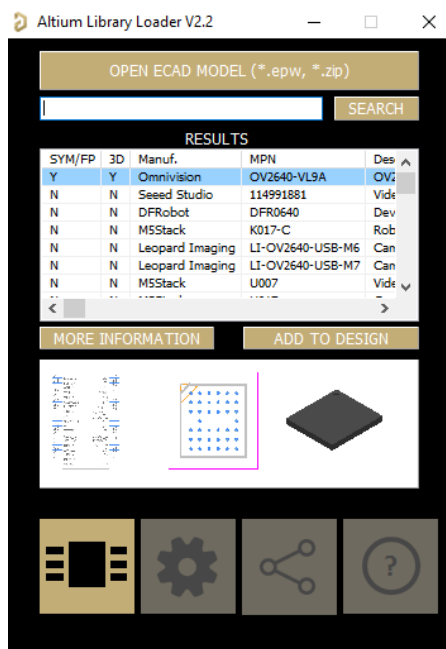 Altium Library Loader V2.2
OPEN ECAD MODEL (*.epw, *.zip)
SEARCH
RESULTS
SYM/FP 3D Manuf. MPN
Y Y Omnivision OV2640-VL9A
N N Seeed Studio 114991881
N N DFRobot DFR0640
N N M5Stack K017-C
N N Leopard Imaging LI-OV2640-USB-M6
N N Leopard Imaging LI-OV2640-USB-M7
N N M5Stack U007
MORE INFORMATION ADD TO DESIGN
?